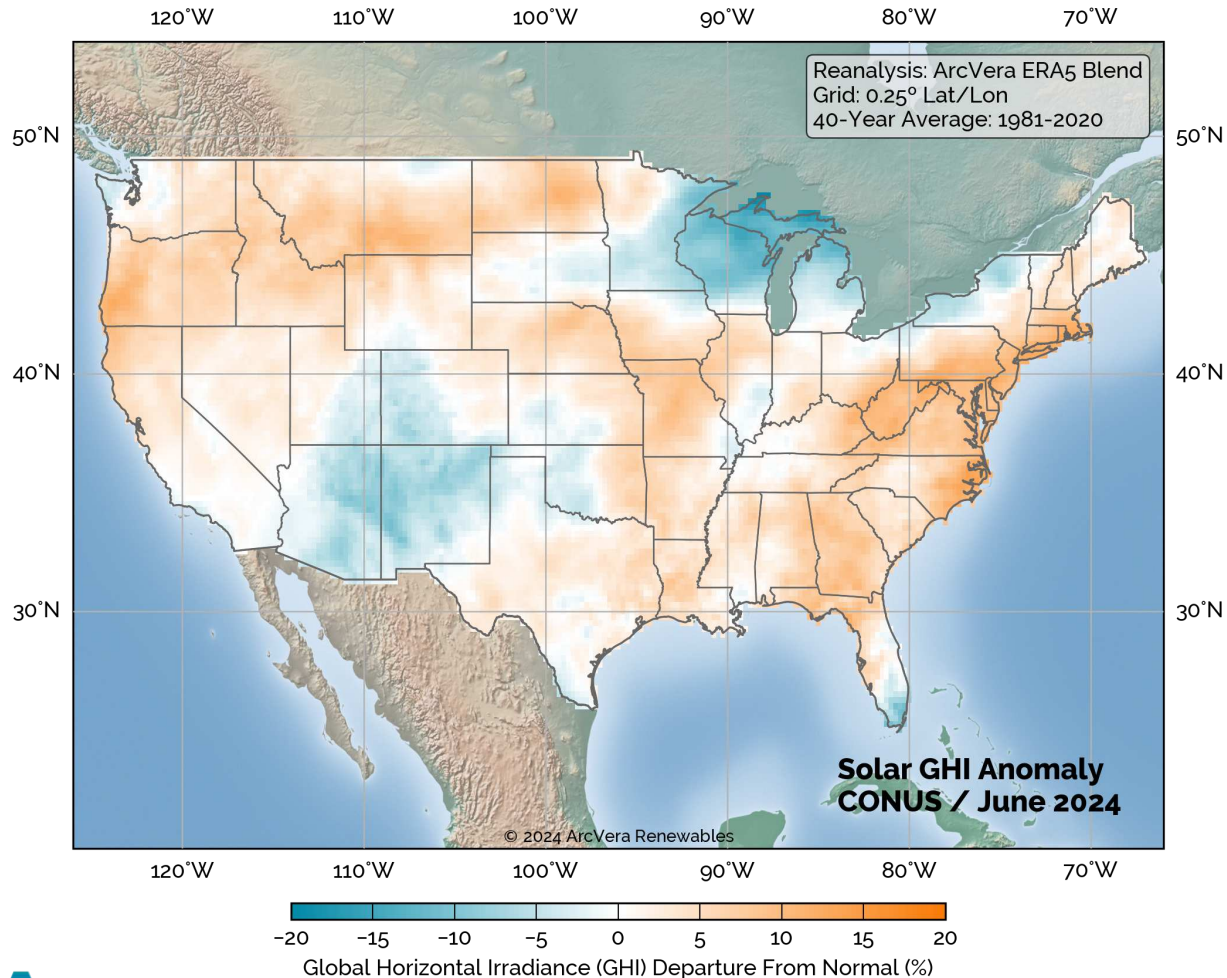 120˚W 110˚W 100˚W 90˚W 80˚W 70˚W
Reanalysis: ArcVera ERA5 Blend
Grid: 0.25º Lat/Lon
40-Year Average: 1981-2020
50˚N 50˚N
40˚N 40˚N
30˚N 30˚N
Solar GHI Anomaly
CONUS / June 2024
© 2024 ArcVera Renewables
120˚W 110˚W 100˚W 90˚W 80˚W 70˚W
−20 −15 −10 −5 0 5 10 15 20
Global Horizontal Irradiance (GHI) Departure From Normal (%)